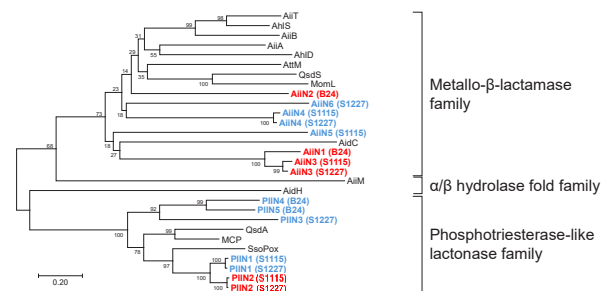 AiiT
AhlS
AiiB
AiiA
AhlD
AttM
QsdS
MomL
AiiN2 (B24)
AiiN6 (S1227)
AiiN4 (S1115)
AiiN4 (S1227)
AiiN5 (S1115)
AidC
AiiN1 (B24)
AiiN3 (S1115)
AiiN3 (S1227)
AiiM
AidH
PllN4 (B24)
PllN5 (B24)
PllN3 (S1227)
QsdA
MCP
SsoPox
PllN1 (S1115)
PllN1 (S1227)
PllN2 (S1115)
PllN2 (S1227)
98
99
31
55
29
35
100
14
23
18
100
73
18
27
100
99
68
92
100
99
78
97
100
100
0.20
Metallo-β-lactamase
family
α/β hydrolase fold family
Phosphotriesterase-like
lactonase family